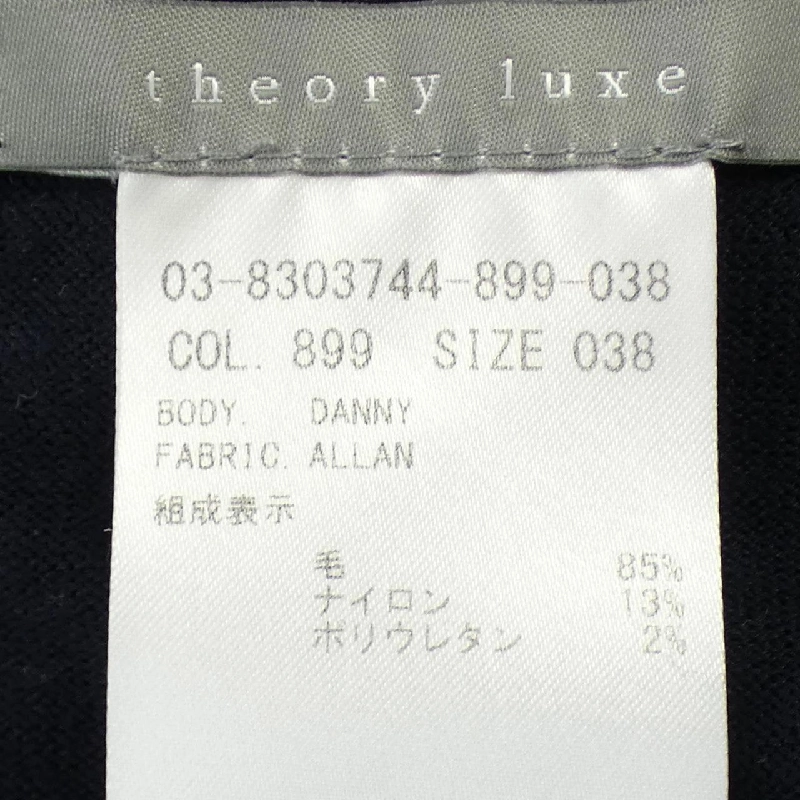 theory luxe
03-8303744-899-038
COL. 899 SIZE 038
BODY. DANNY
FABRIC. ALLAN
組成表示
毛 85%
ナイロン 13%
ポリウレタン 2%